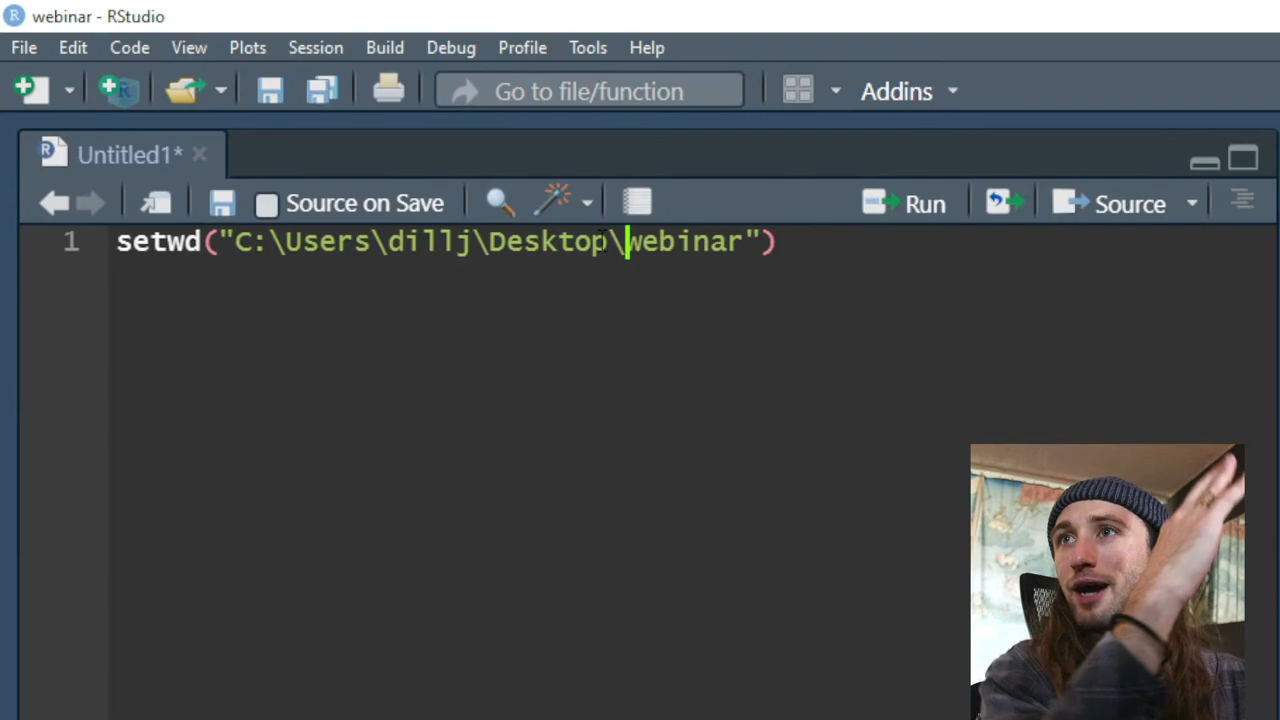 webinar - RStudio
File Edit Code View Plots Session Build Debug Profile Tools Help
Go to file/function Addins
Untitled1*
Source on Save Run Source
1 setwd("C:\Users\dillj\Desktop\webinar")